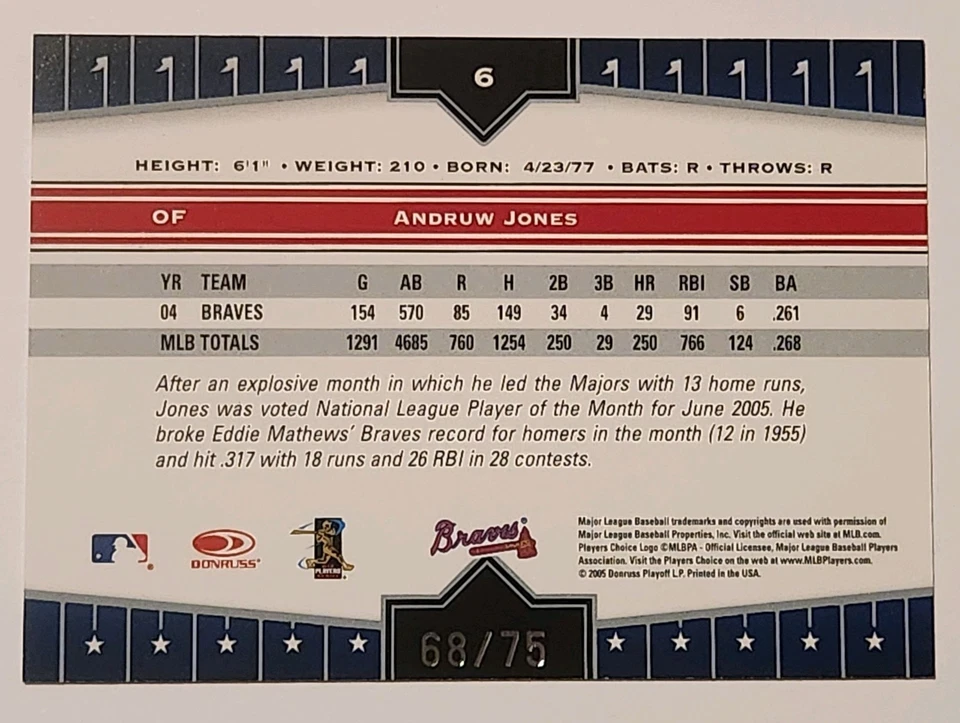 6
HEIGHT: 6'1" • WEIGHT: 210 • BORN: 4/23/77 • BATS: R • THROWS: R
OF ANDRUW JONES
YR TEAM G AB R H 2B 3B HR RBI SB BA
04 BRAVES 154 570 85 149 34 4 29 91 6 .261
MLB TOTALS 1291 4685 760 1254 250 29 250 766 124 .268
After an explosive month in which he led the Majors with 13 home runs,
Jones was voted National League Player of the Month for June 2005. He
broke Eddie Mathews' Braves record for homers in the month (12 in 1955)
and hit .317 with 18 runs and 26 RBI in 28 contests.
DONRUSS
PLAYERS
Braves
Major League Baseball trademarks and copyrights are used with permission of
Major League Baseball Properties, Inc. Visit the official web site at MLB.com.
Players Choice Logo ©MLBPA - Official Licensee, Major League Baseball Players
Association. Visit the Players Choice on the web at www.MLBPlayers.com.
© 2005 Donruss Playoff L.P. Printed in the USA.
68/75